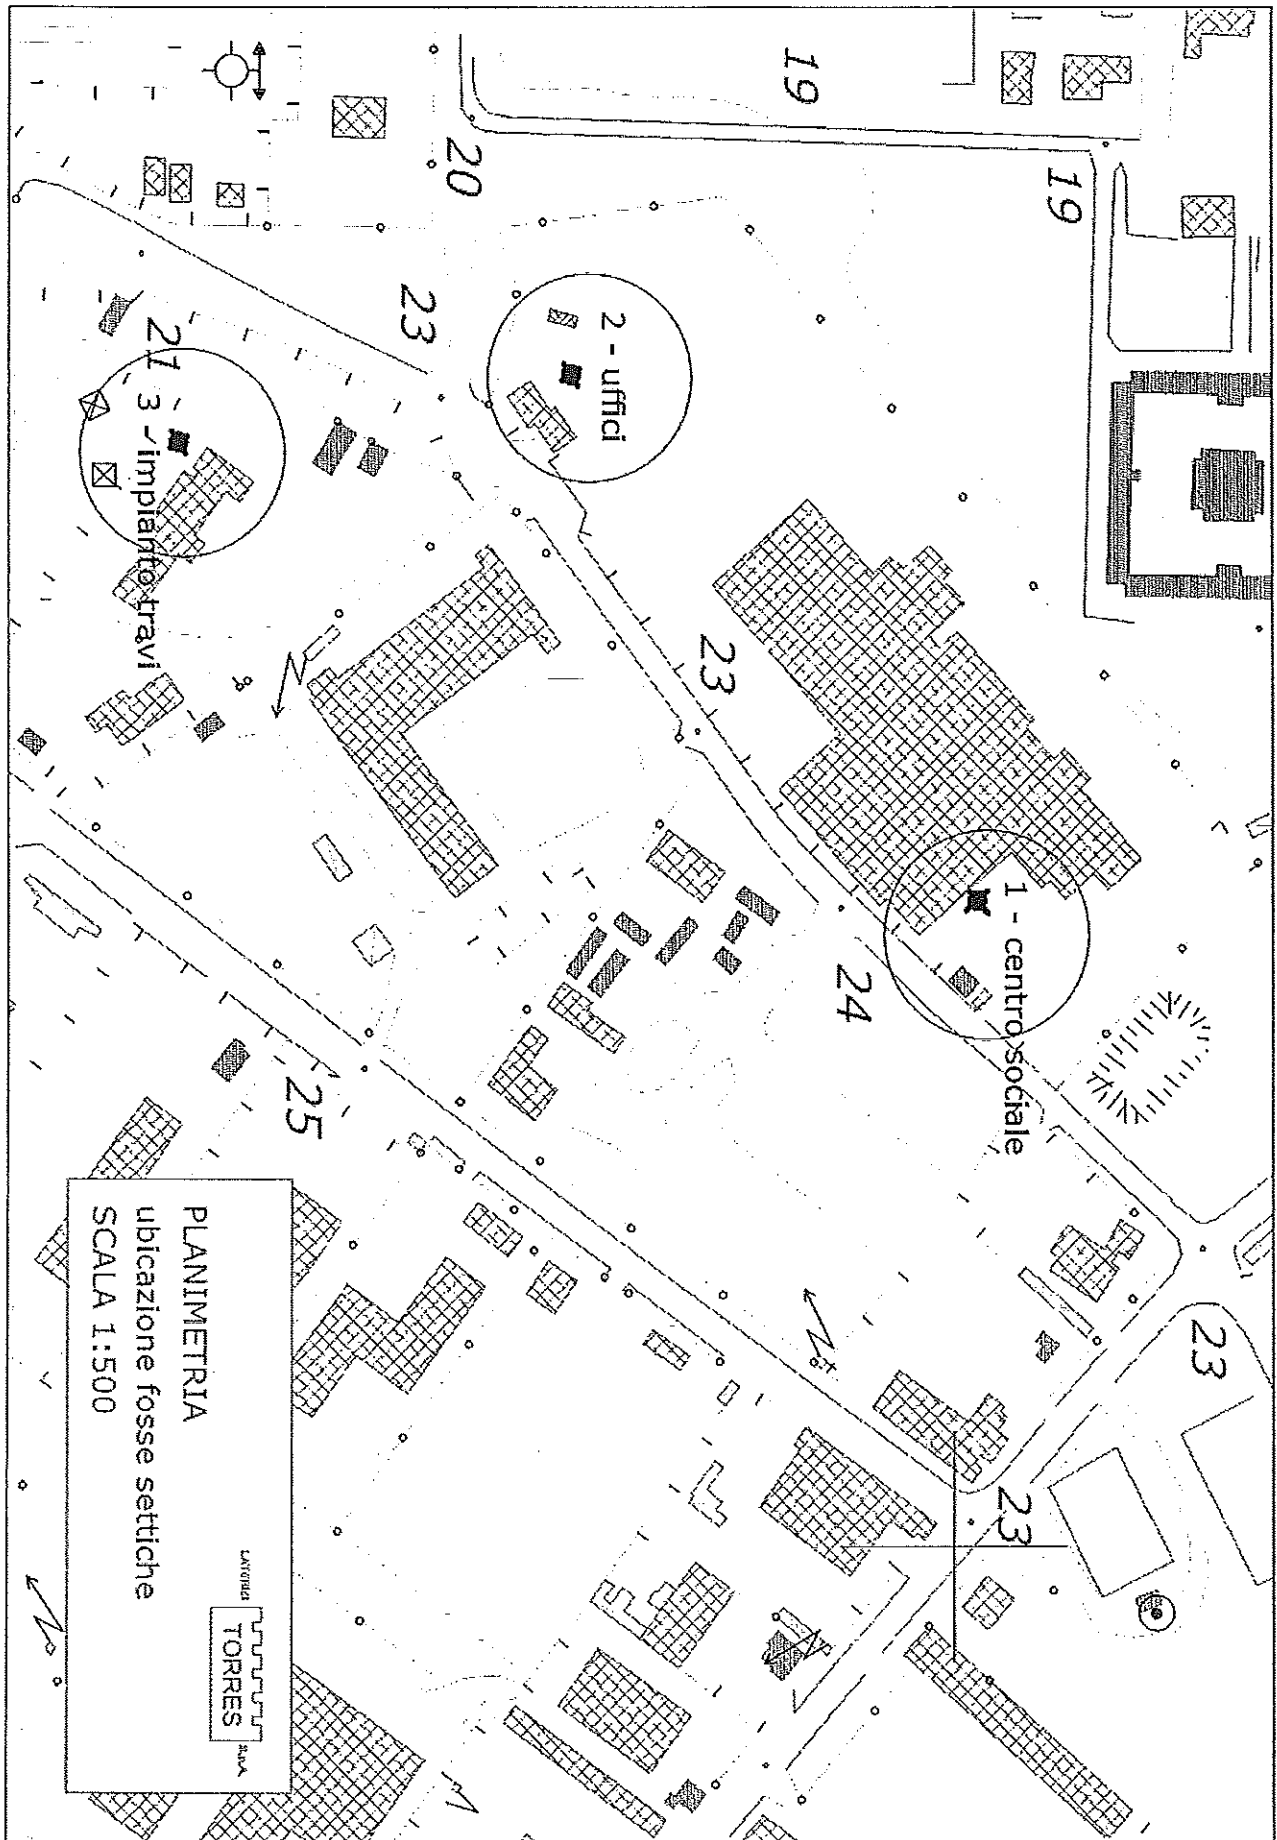 19
19
20
23
2 - uffici
21
3 - impianto travi
23
1 - centro sociale
24
25
23
23
PLANIMETRIA
ubicazione fosse settiche
SCALA 1:500
TORRES
S.p.A.